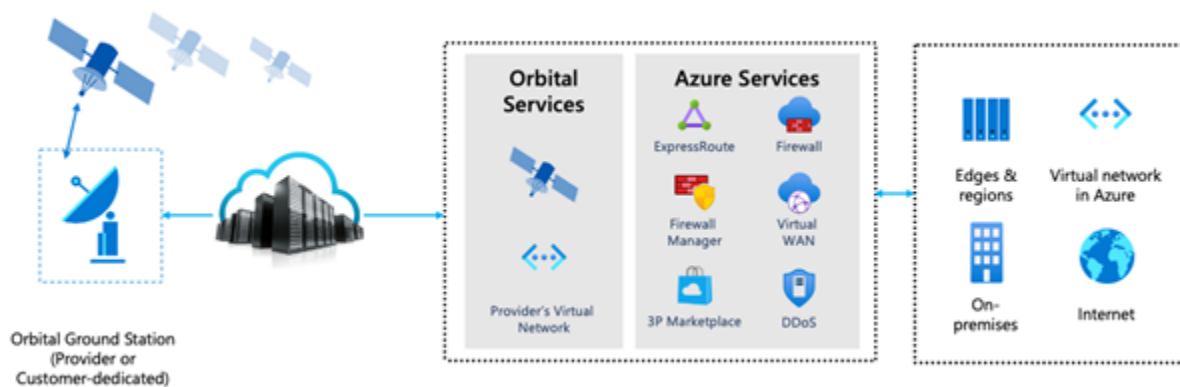 Orbital
Services
Provider's Virtual
Network
Azure Services
ExpressRoute
Firewall
Firewall
Manager
Virtual
WAN
3P Marketplace
DDoS
Edges &
regions
Virtual network
in Azure
On-
premises
Internet
Orbital Ground Station
(Provider or
Customer-dedicated)